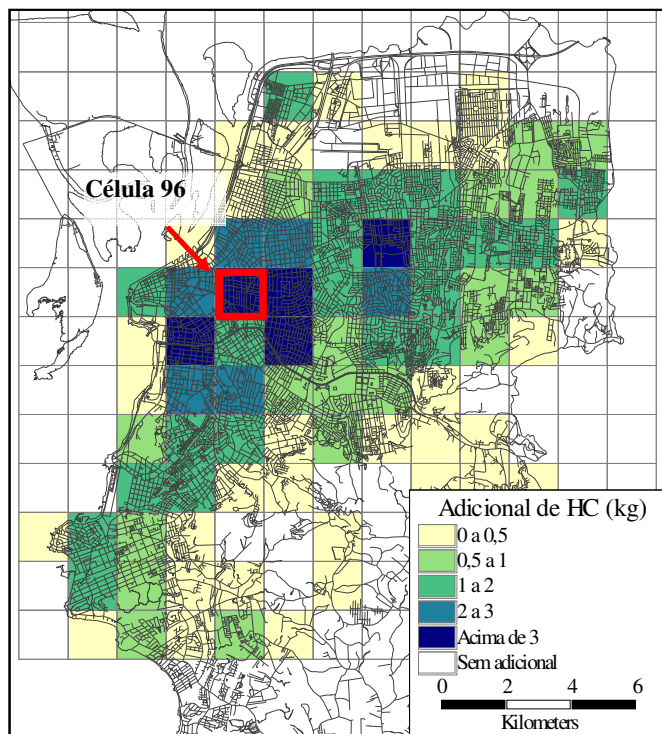 Célula 96
Adicional de HC (kg)
0 a 0,5
0,5 a 1
1 a 2
2 a 3
Acima de 3
Sem adicional
0 2 4 6
Kilometers